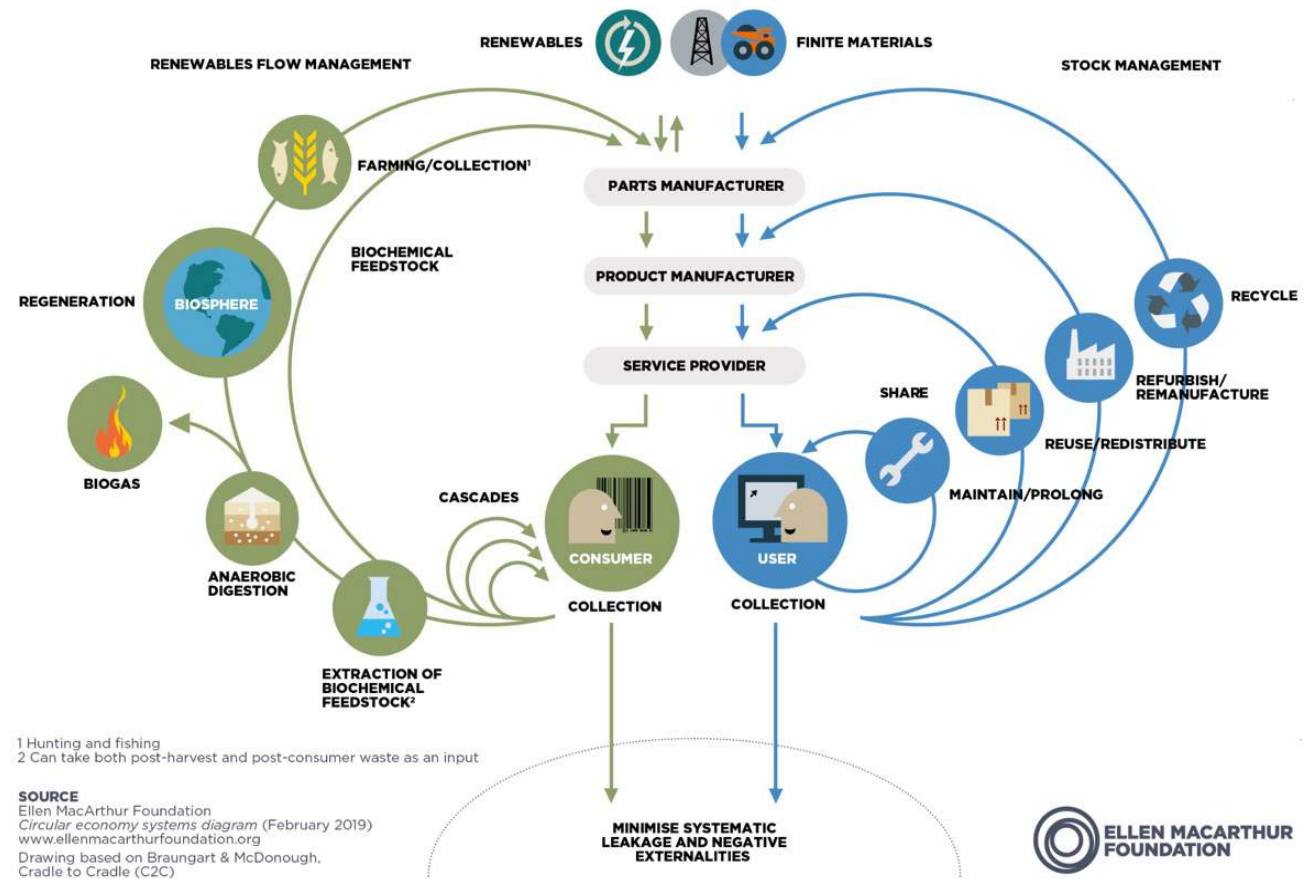 RENEWABLES
FINITE MATERIALS
RENEWABLES FLOW MANAGEMENT
STOCK MANAGEMENT
FARMING/COLLECTION¹
PARTS MANUFACTURER
BIOCHEMICAL
FEEDSTOCK
PRODUCT MANUFACTURER
REGENERATION
BIOSPHERE
RECYCLE
SERVICE PROVIDER
SHARE
REFURBISH/
REMANUFACTURE
REUSE/REDISTRIBUTE
BIOGAS
CASCADES
MAINTAIN/PROLONG
CONSUMER
USER
ANAEROBIC
DIGESTION
COLLECTION
COLLECTION
EXTRACTION OF
BIOCHEMICAL
FEEDSTOCK²
1 Hunting and fishing
2 Can take both post-harvest and post-consumer waste as an input
SOURCE
Ellen MacArthur Foundation
Circular economy systems diagram (February 2019)
www.ellenmacarthurfoundation.org
Drawing based on Braungart & McDonough,
Cradle to Cradle (C2C)
MINIMISE SYSTEMATIC
LEAKAGE AND NEGATIVE
EXTERNALITIES
ELLEN MACARTHUR
FOUNDATION